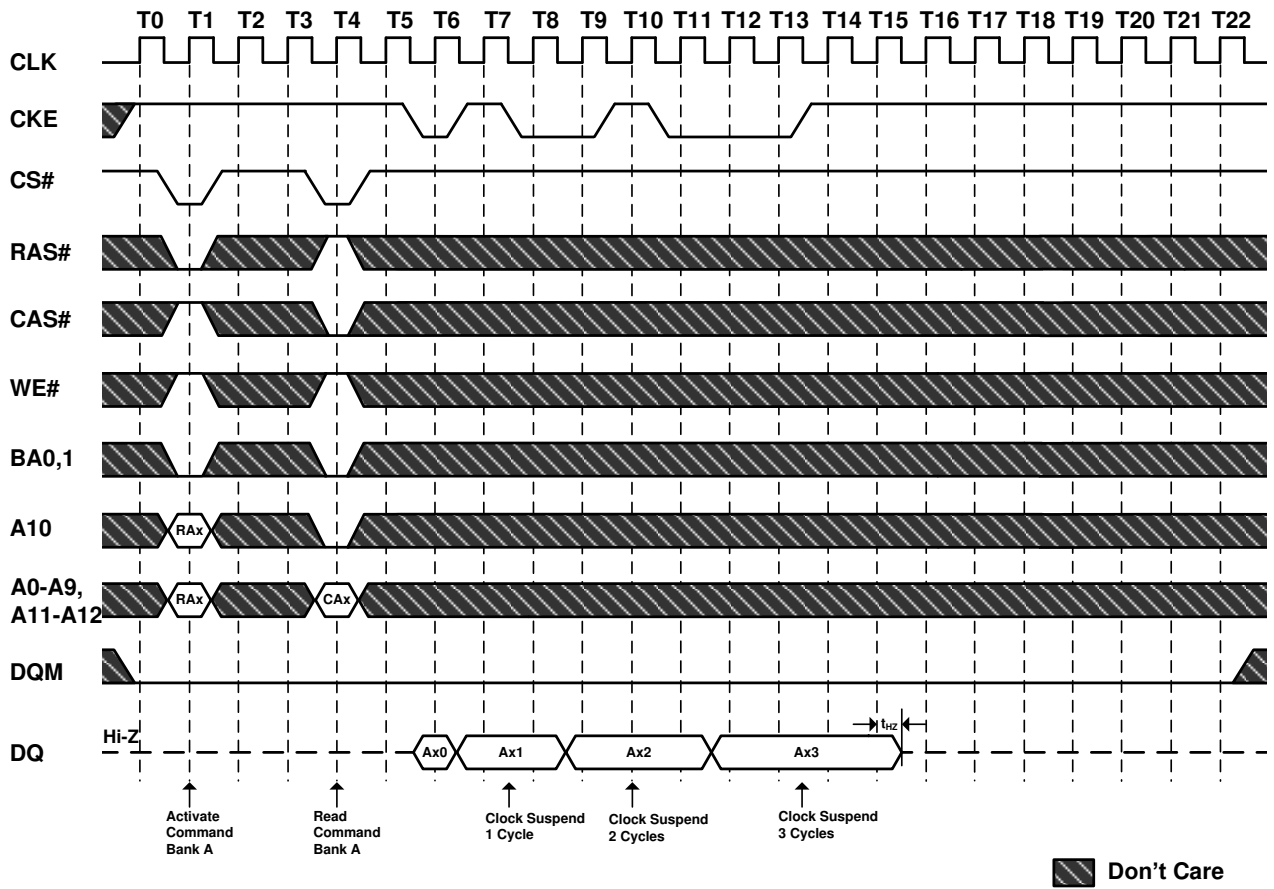 T0 T1 T2 T3 T4 T5 T6 T7 T8 T9 T10 T11 T12 T13 T14 T15 T16 T17 T18 T19 T20 T21 T22
CLK
CKE
CS#
RAS#
CAS#
WE#
BA0,1
A10
RAx
A0-A9,
A11-A12
RAx
CAx
DQM
Hi-Z
DQ
Ax0
Ax1
Ax2
Ax3
tHZ
Activate
Command
Bank A
Read
Command
Bank A
Clock Suspend
1 Cycle
Clock Suspend
2 Cycles
Clock Suspend
3 Cycles
Don't Care